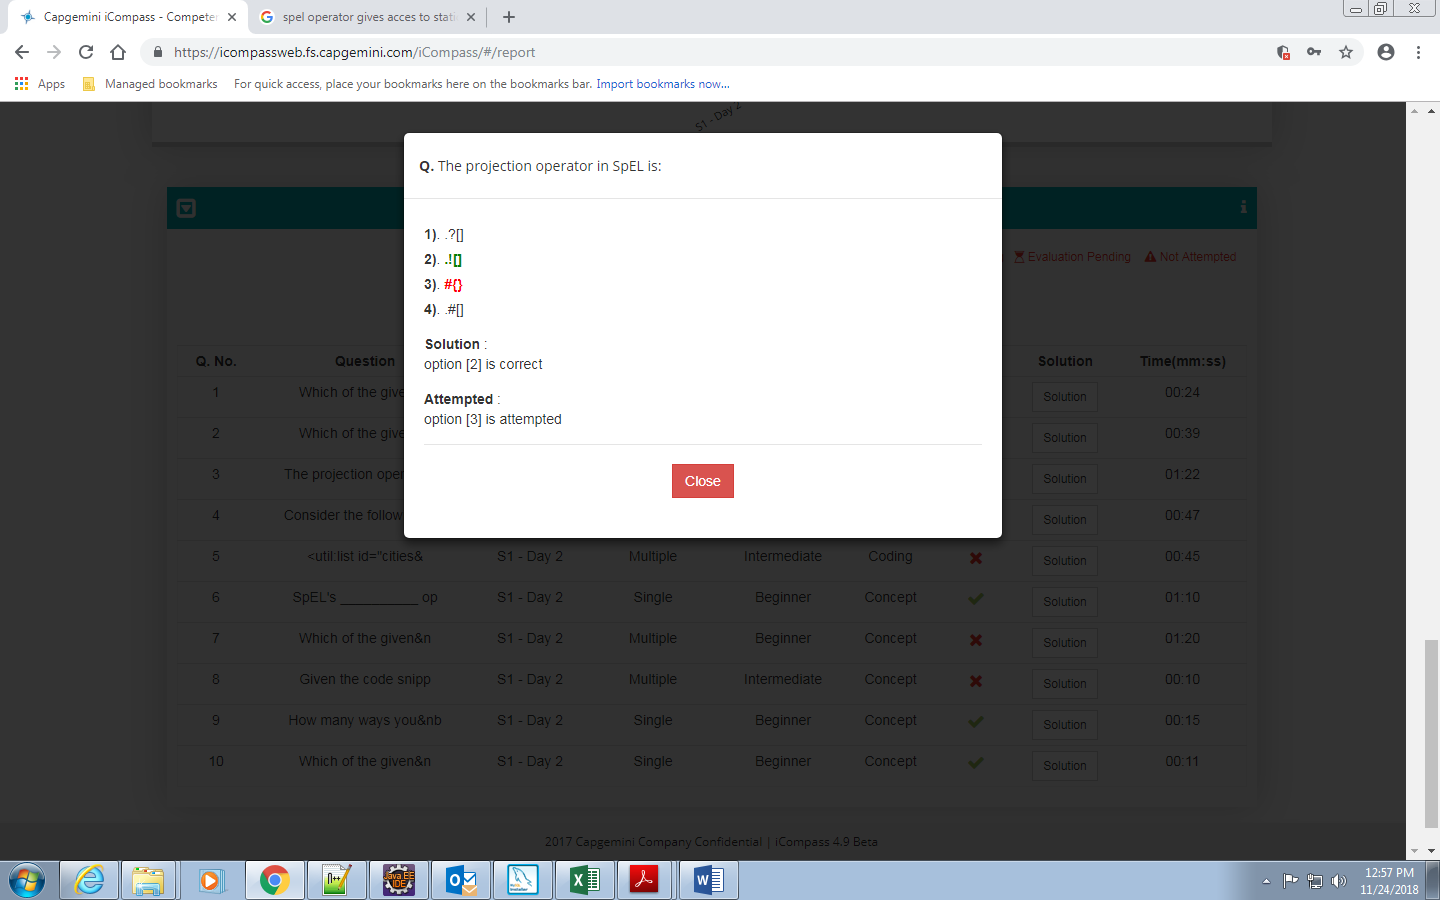 Capgemini iCompass - Competer
spel operator gives acces to stati
https://icompassweb.fs.capgemini.com/iCompass/#/report
Apps
Managed bookmarks
For quick access, place your bookmarks here on the bookmarks bar. Import bookmarks now...
S1 - Day 2
Q. The projection operator in SpEL is:
1). .?[]
2). .![]
3). #{}
4). .#[]
Solution :
option [2] is correct
Attempted :
option [3] is attempted
Close
Evaluation Pending Not Attempted
Q. No. Question Solution Time(mm:ss)
1 Which of the give Solution 00:24
2 Which of the give Solution 00:39
3 The projection oper Solution 01:22
4 Consider the follow Solution 00:47
5 <util:list id="cities& S1 - Day 2 Multiple Intermediate Coding Solution 00:45
6 SpEL's __________ op S1 - Day 2 Single Beginner Concept Solution 01:10
7 Which of the given&n S1 - Day 2 Multiple Beginner Concept Solution 01:20
8 Given the code snipp S1 - Day 2 Multiple Intermediate Concept Solution 00:10
9 How many ways you&nb S1 - Day 2 Single Beginner Concept Solution 00:15
10 Which of the given&n S1 - Day 2 Single Beginner Concept Solution 00:11
2017 Capgemini Company Confidential | iCompass 4.9 Beta
12:57 PM
11/24/2018